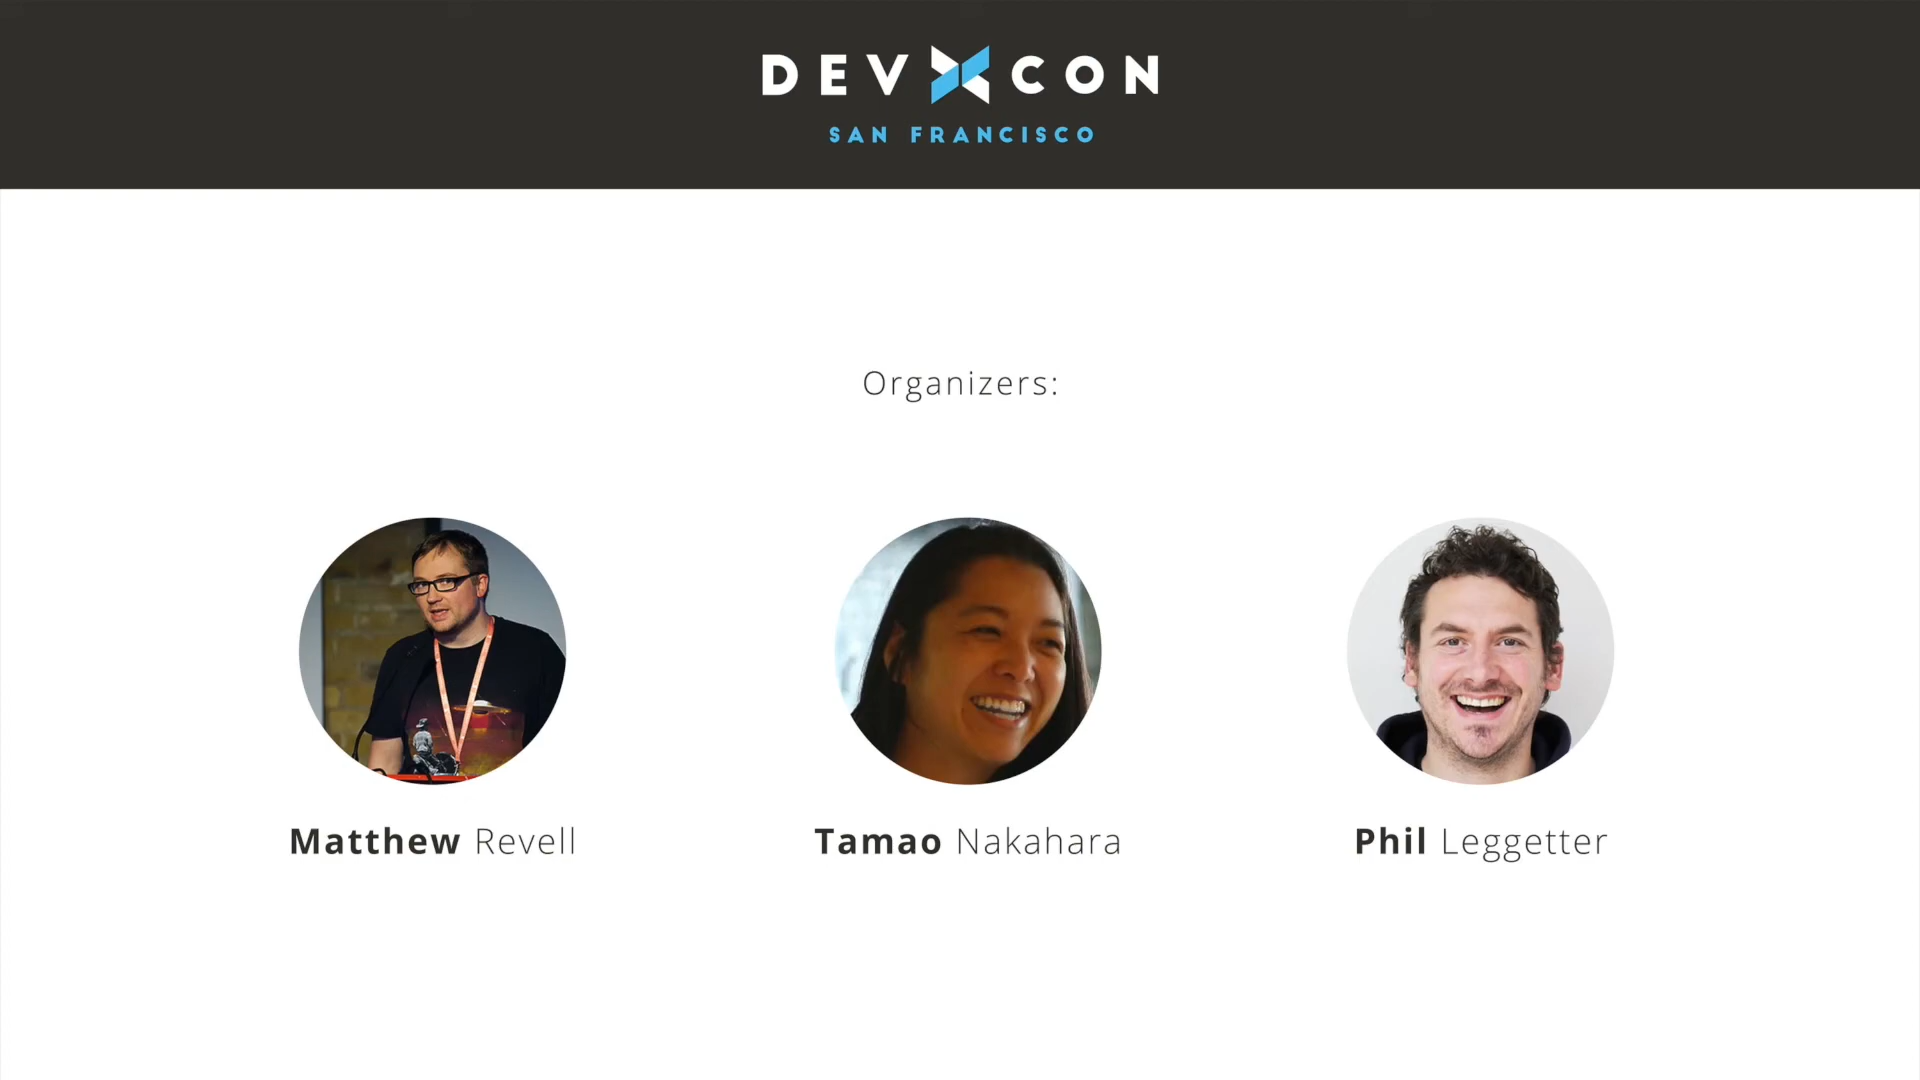 DEVXCON
SAN FRANCISCO
Organizers:
Matthew Revell
Tamao Nakahara
Phil Leggetter